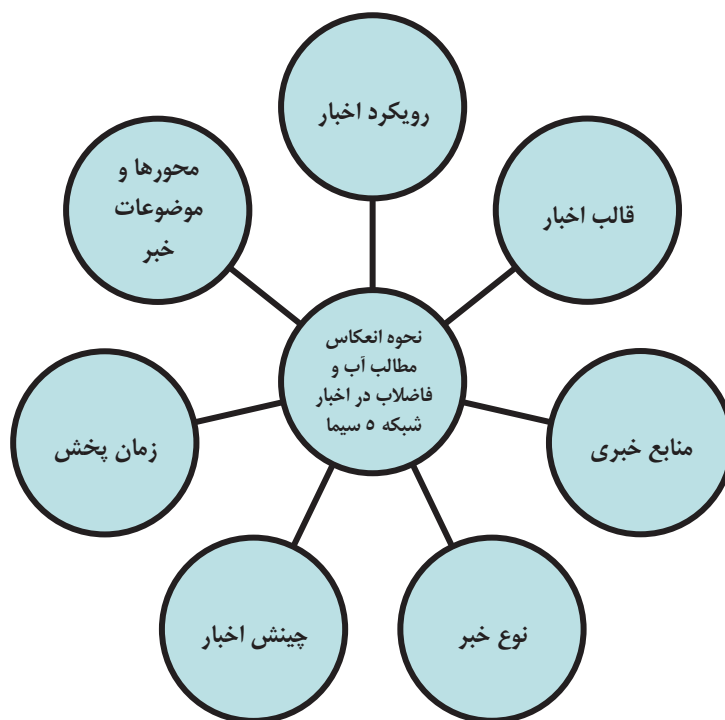 رویکرد اخبار
قالب اخبار
محورها و
موضوعات
خبر
نحوه انعکاس
مطالب آب و
فاضلاب در اخبار
شبکه ۵ سیما
منابع خبری
زمان پخش
نوع خبر
چینش اخبار